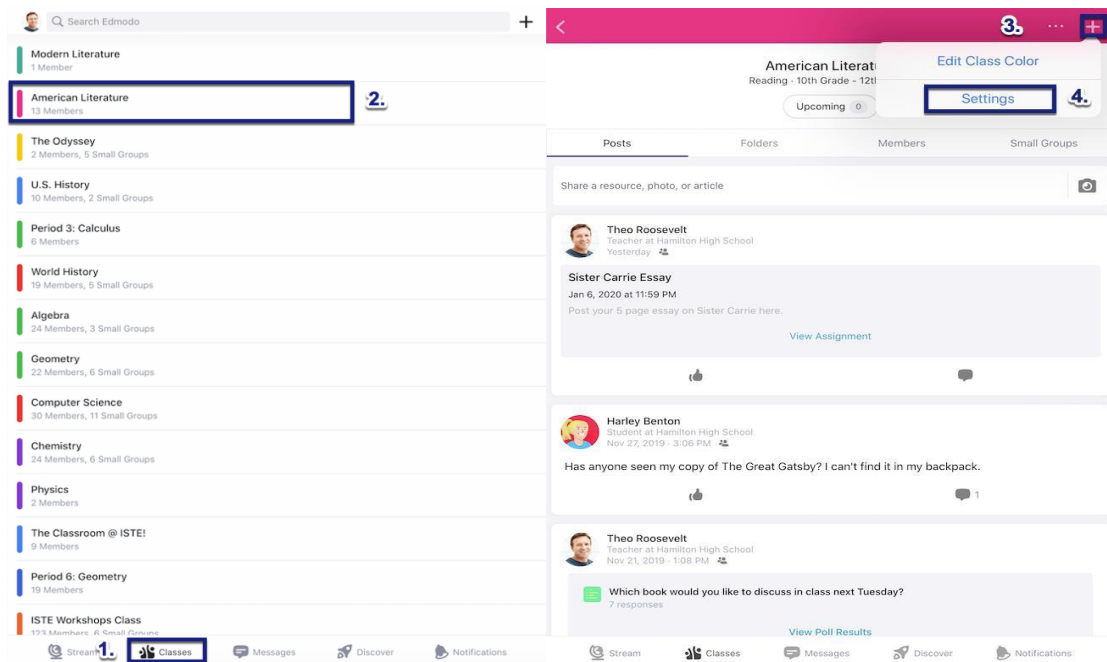 Search Edmodo
Modern Literature
1 Member
American Literature
13 Members
2.
The Odyssey
2 Members, 5 Small Groups
U.S. History
10 Members, 2 Small Groups
Period 3: Calculus
6 Members
World History
19 Members, 5 Small Groups
Algebra
24 Members, 3 Small Groups
Geometry
22 Members, 6 Small Groups
Computer Science
30 Members, 11 Small Groups
Chemistry
24 Members, 6 Small Groups
Physics
2 Members
The Classroom @ ISTE!
9 Members
Period 6: Geometry
19 Members
ISTE Workshops Class
123 Members, 6 Small Groups
Stream 1. Classes Messages Discover Notifications
3.
American Literat
Reading · 10th Grade - 12t
Upcoming 0
Edit Class Color
Settings 4.
Posts Folders Members Small Groups
Share a resource, photo, or article
Theo Roosevelt
Teacher at Hamilton High School
Yesterday
Sister Carrie Essay
Jan 6, 2020 at 11:59 PM
Post your 5 page essay on Sister Carrie here.
View Assignment
Harley Benton
Student at Hamilton High School
Nov 27, 2019 · 3:06 PM
Has anyone seen my copy of The Great Gatsby? I can't find it in my backpack.
1
Theo Roosevelt
Teacher at Hamilton High School
Nov 21, 2019 · 1:08 PM
Which book would you like to discuss in class next Tuesday?
7 responses
View Poll Results
Stream Classes Messages Discover Notifications